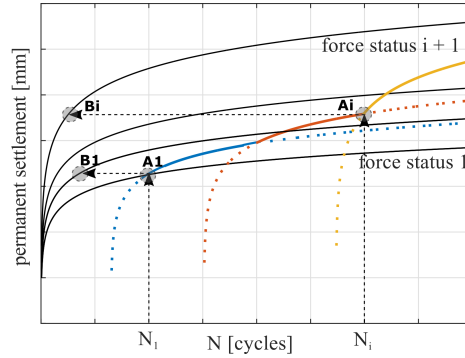 permanent settlement [mm]
force status i + 1
Bi
Ai
B1
A1
force status 1
N1
N [cycles]
Ni